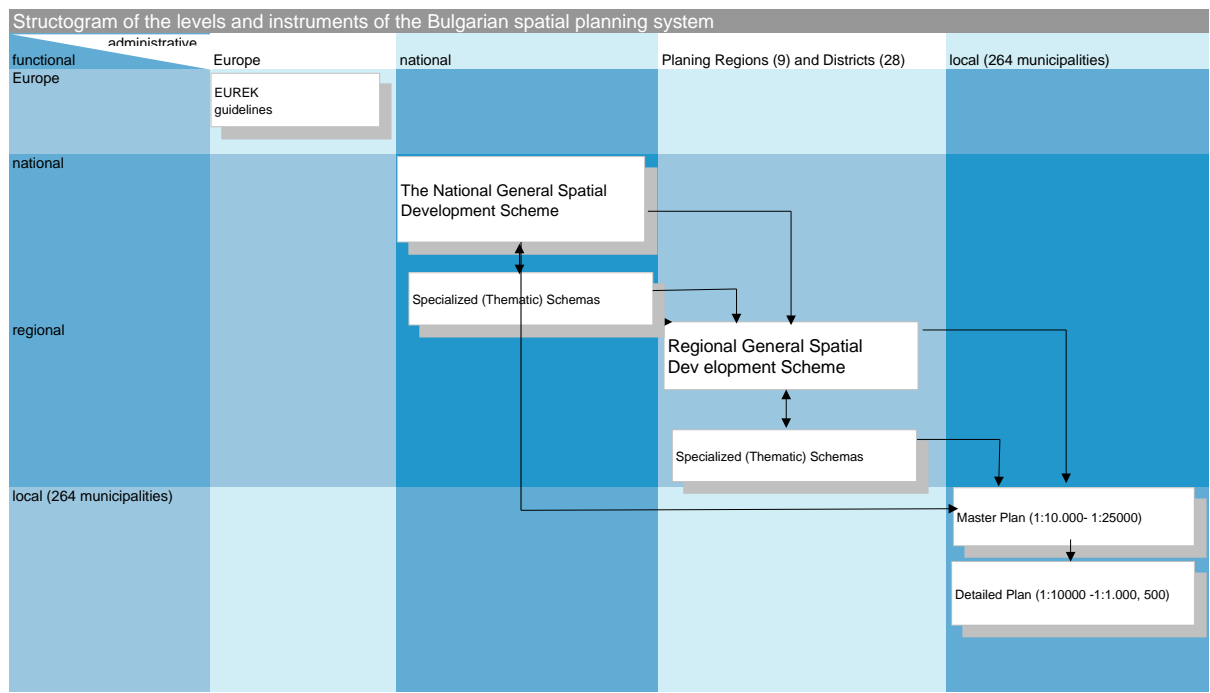 Structogram of the levels and instruments of the Bulgarian spatial planning system
administrative
functional
Europe
national
Planing Regions (9) and Districts (28)
local (264 municipalities)
Europe
EUREK
guidelines
national
The National General Spatial
Development Scheme
Specialized (Thematic) Schemas
regional
Regional General Spatial
Dev elopment Scheme
Specialized (Thematic) Schemas
local (264 municipalities)
Master Plan (1:10.000- 1:25000)
Detailed Plan (1:10000 -1:1.000, 500)